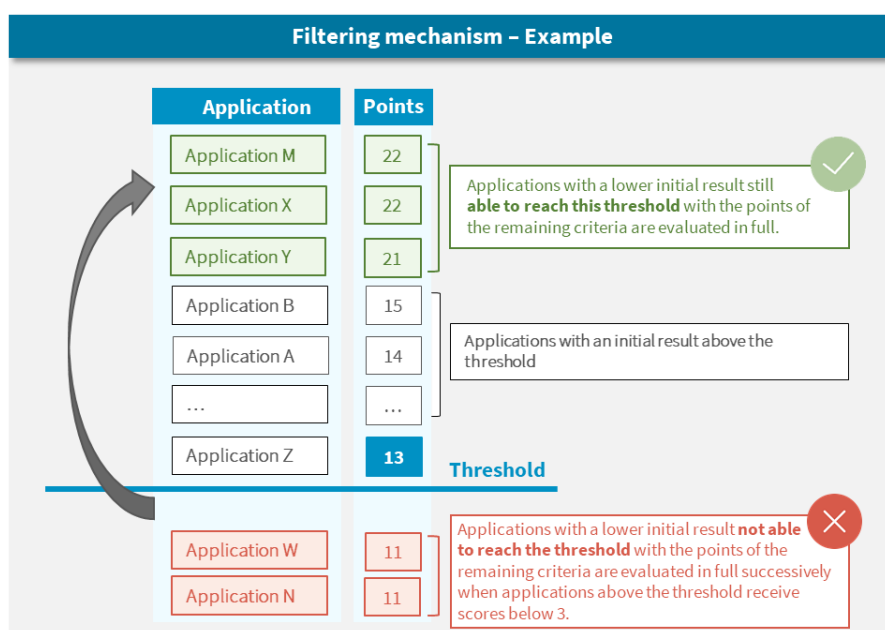 Filtering mechanism – Example
Application Points
Application M 22
Application X 22
Application Y 21
Applications with a lower initial result still
able to reach this threshold with the points of
the remaining criteria are evaluated in full.
Application B 15
Application A 14
... ...
Applications with an initial result above the
threshold
Application Z 13
Threshold
Application W 11
Application N 11
Applications with a lower initial result not able
to reach the threshold with the points of the
remaining criteria are evaluated in full successively
when applications above the threshold receive
scores below 3.